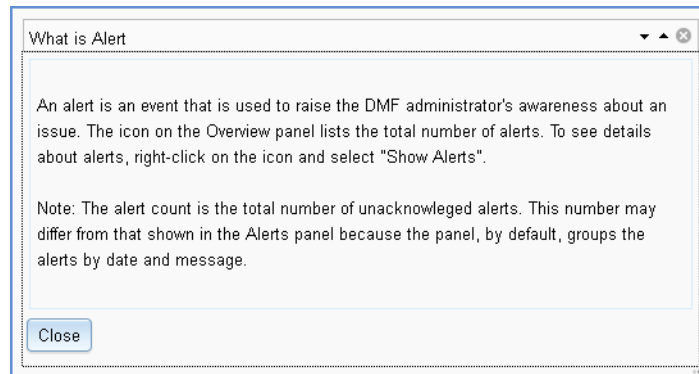 What is Alert
An alert is an event that is used to raise the DMF administrator's awareness about an
issue. The icon on the Overview panel lists the total number of alerts. To see details
about alerts, right-click on the icon and select "Show Alerts".
Note: The alert count is the total number of unacknowleged alerts. This number may
differ from that shown in the Alerts panel because the panel, by default, groups the
alerts by date and message.
Close